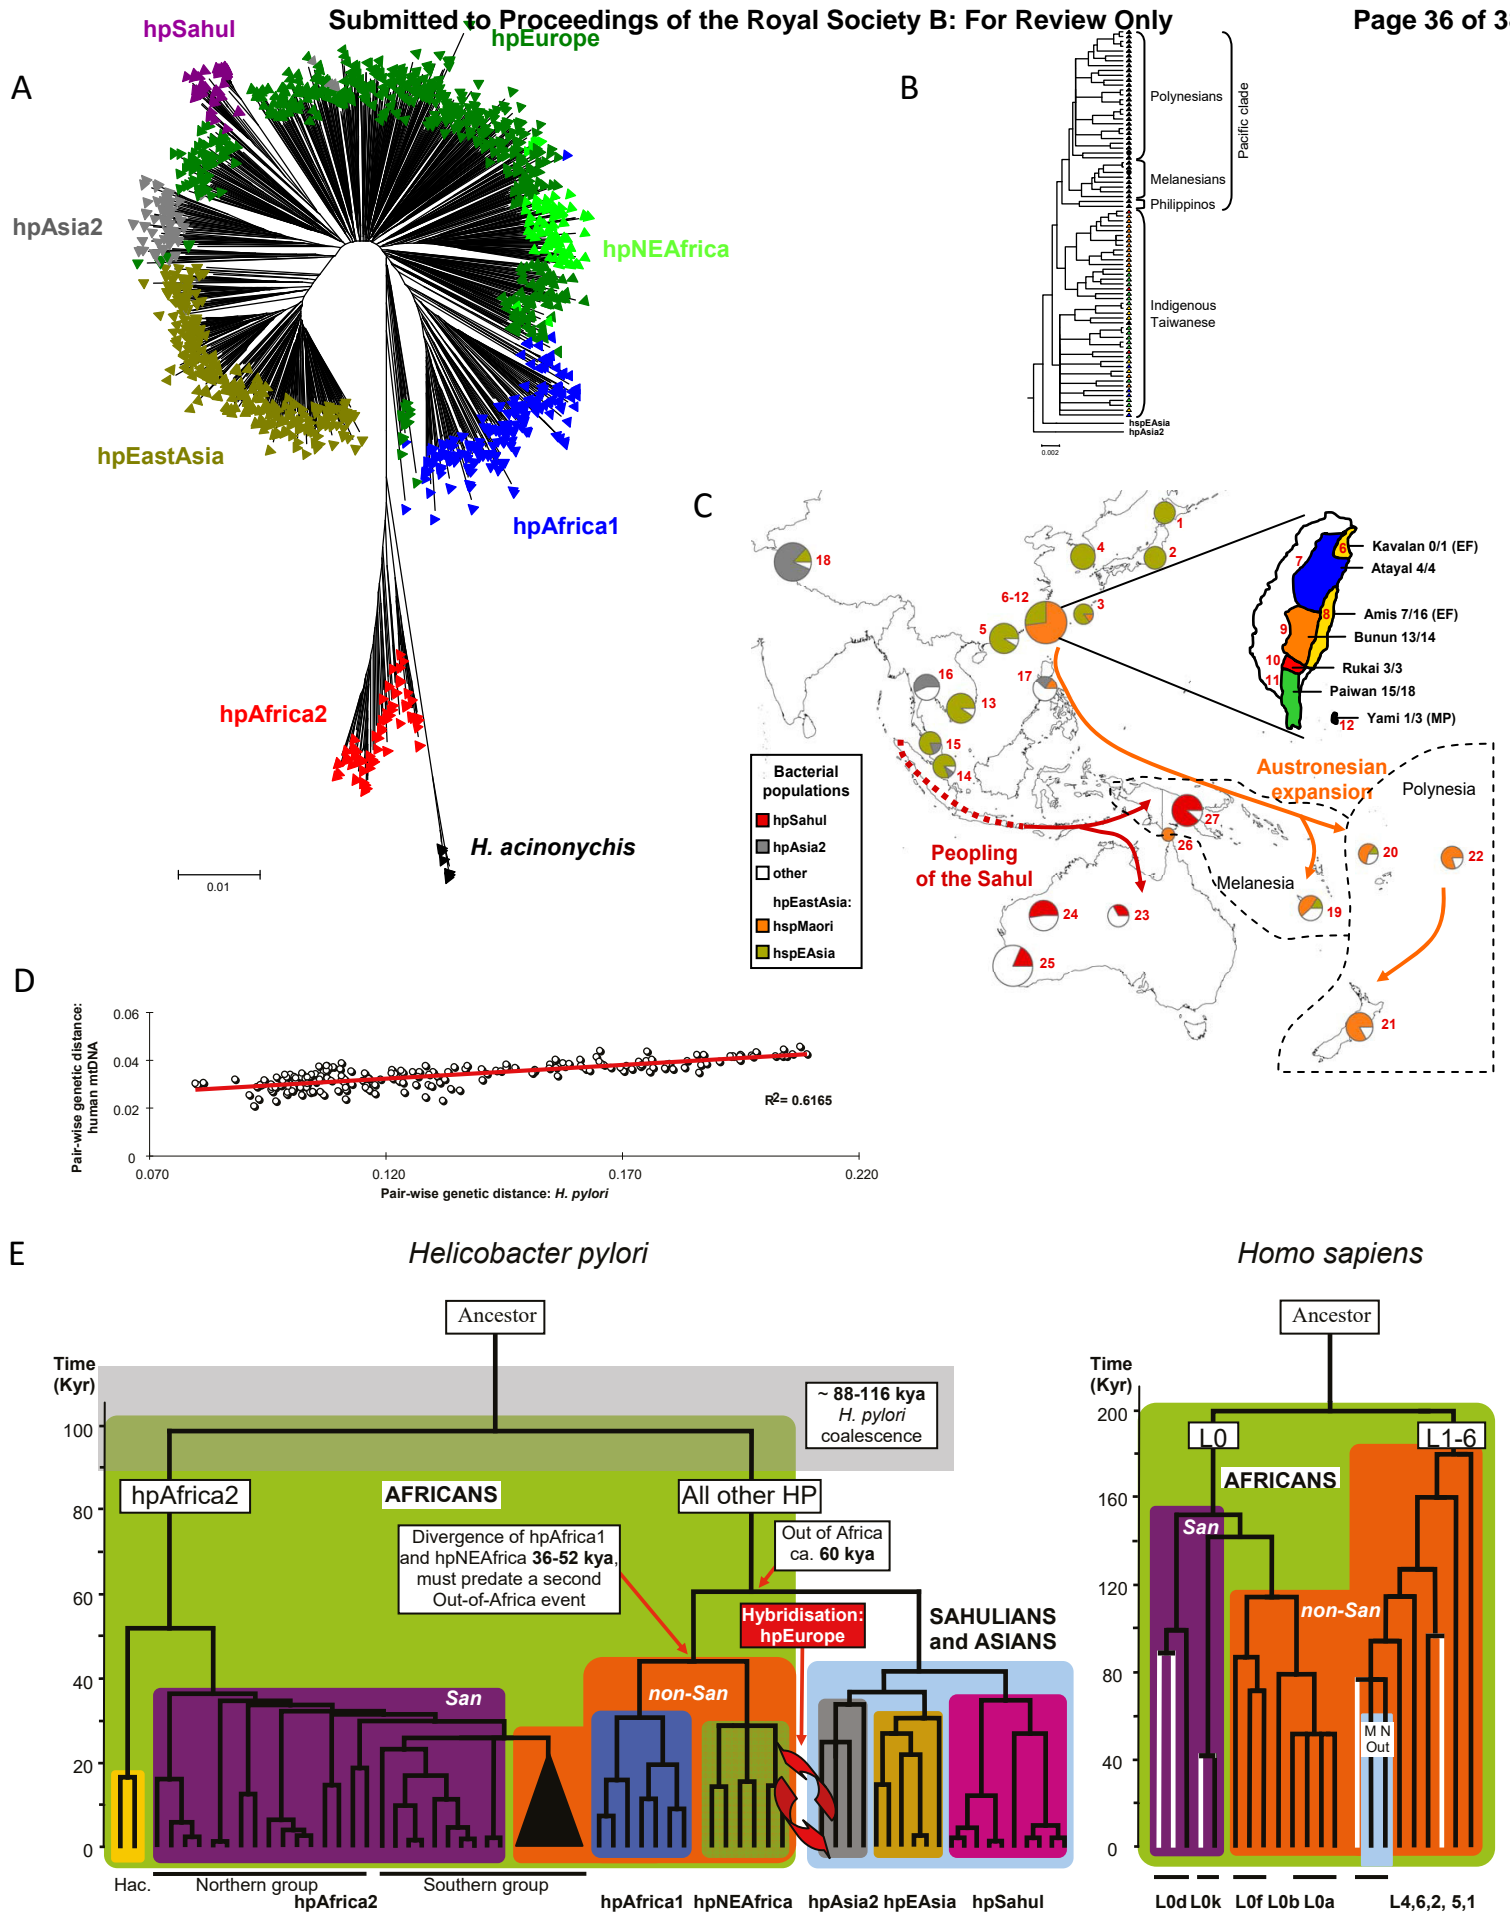 Submitted to Proceedings of the Royal Society B: For Review Only
Page 36 of 3
A
hpSahul
hpEurope
hpAsia2
hpNEAfrica
hpEastAsia
hpAfrica1
hpAfrica2
H. acinonychis
0.01
B
Polynesians
Melanesians
Philippinos
Pacific clade
Indigenous
Taiwanese
hspEAsia
hpAsia2
0.002
C
1
2
3
4
5
6-12
13
14
15
16
17
18
19
20
21
22
23
24
25
26
27
6
7
8
9
10
11
12
Kavalan 0/1 (EF)
Atayal 4/4
Amis 7/16 (EF)
Bunun 13/14
Rukai 3/3
Paiwan 15/18
Yami 1/3 (MP)
Austronesian
expansion
Polynesia
Melanesia
Peopling
of the Sahul
Bacterial
populations
hpSahul
hpAsia2
other
hpEastAsia:
hspMaori
hspEAsia
D
Pair-wise genetic distance:
human mtDNA
0.06
0.04
0.02
0
0.070
0.120
0.170
0.220
R2= 0.6165
Pair-wise genetic distance: H. pylori
E
Helicobacter pylori
Ancestor
Time
(Kyr)
100
80
60
40
20
0
~ 88-116 kya
H. pylori
coalescence
hpAfrica2
AFRICANS
All other HP
Divergence of hpAfrica1
and hpNEAfrica 36-52 kya,
must predate a second
Out-of-Africa event
Out of Africa
ca. 60 kya
Hybridisation:
hpEurope
SAHULIANS
and ASIANS
San
non-San
Hac.
Northern group
Southern group
hpAfrica2
hpAfrica1
hpNEAfrica
hpAsia2
hpEAsia
hpSahul
Homo sapiens
Ancestor
Time
(Kyr)
200
160
120
80
40
0
L0
L1-6
AFRICANS
San
non-San
M N
Out
L0d L0k
L0f L0b L0a
L4,6,2, 5,1